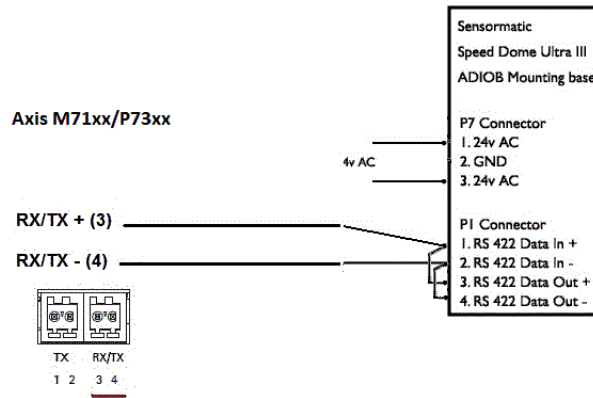 Sensormatic
Speed Dome Ultra III
ADIOB Mounting base
Axis M71xx/P73xx
P7 Connector
1. 24v AC
4v AC
2. GND
3. 24v AC
RX/TX + (3)
P1 Connector
1. RS 422 Data In +
RX/TX - (4)
2. RS 422 Data In -
3. RS 422 Data Out +
4. RS 422 Data Out -
TX RX/TX
1 2 3 4